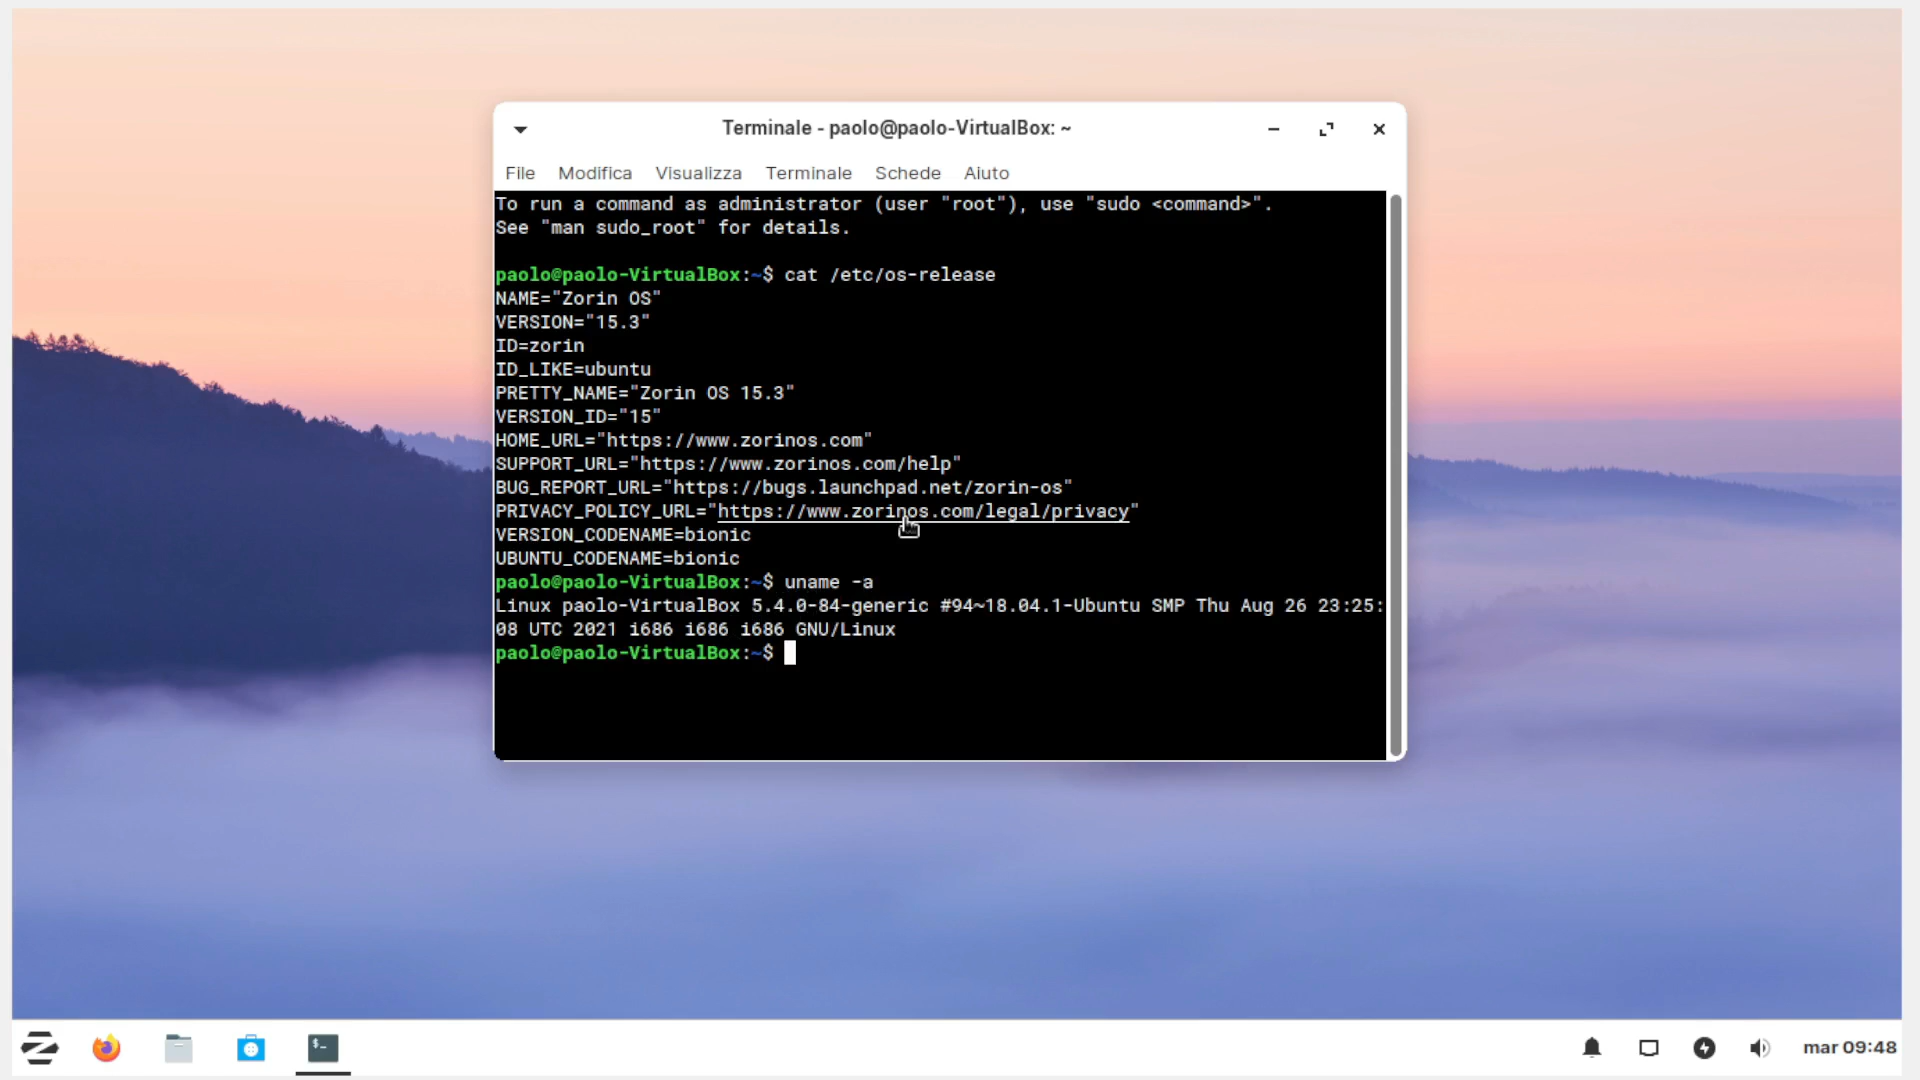 Terminale - paolo@paolo-VirtualBox: ~
File Modifica Visualizza Terminale Schede Aiuto
To run a command as administrator (user "root"), use "sudo <command>".
See "man sudo_root" for details.
paolo@paolo-VirtualBox:~$ cat /etc/os-release
NAME="Zorin OS"
VERSION="15.3"
ID=zorin
ID_LIKE=ubuntu
PRETTY_NAME="Zorin OS 15.3"
VERSION_ID="15"
HOME_URL="https://www.zorinos.com"
SUPPORT_URL="https://www.zorinos.com/help"
BUG_REPORT_URL="https://bugs.launchpad.net/zorin-os"
PRIVACY_POLICY_URL="https://www.zorinos.com/legal/privacy"
VERSION_CODENAME=bionic
UBUNTU_CODENAME=bionic
paolo@paolo-VirtualBox:~$ uname -a
Linux paolo-VirtualBox 5.4.0-84-generic #94~18.04.1-Ubuntu SMP Thu Aug 26 23:25:
08 UTC 2021 i686 i686 i686 GNU/Linux
paolo@paolo-VirtualBox:~$
mar 09:48